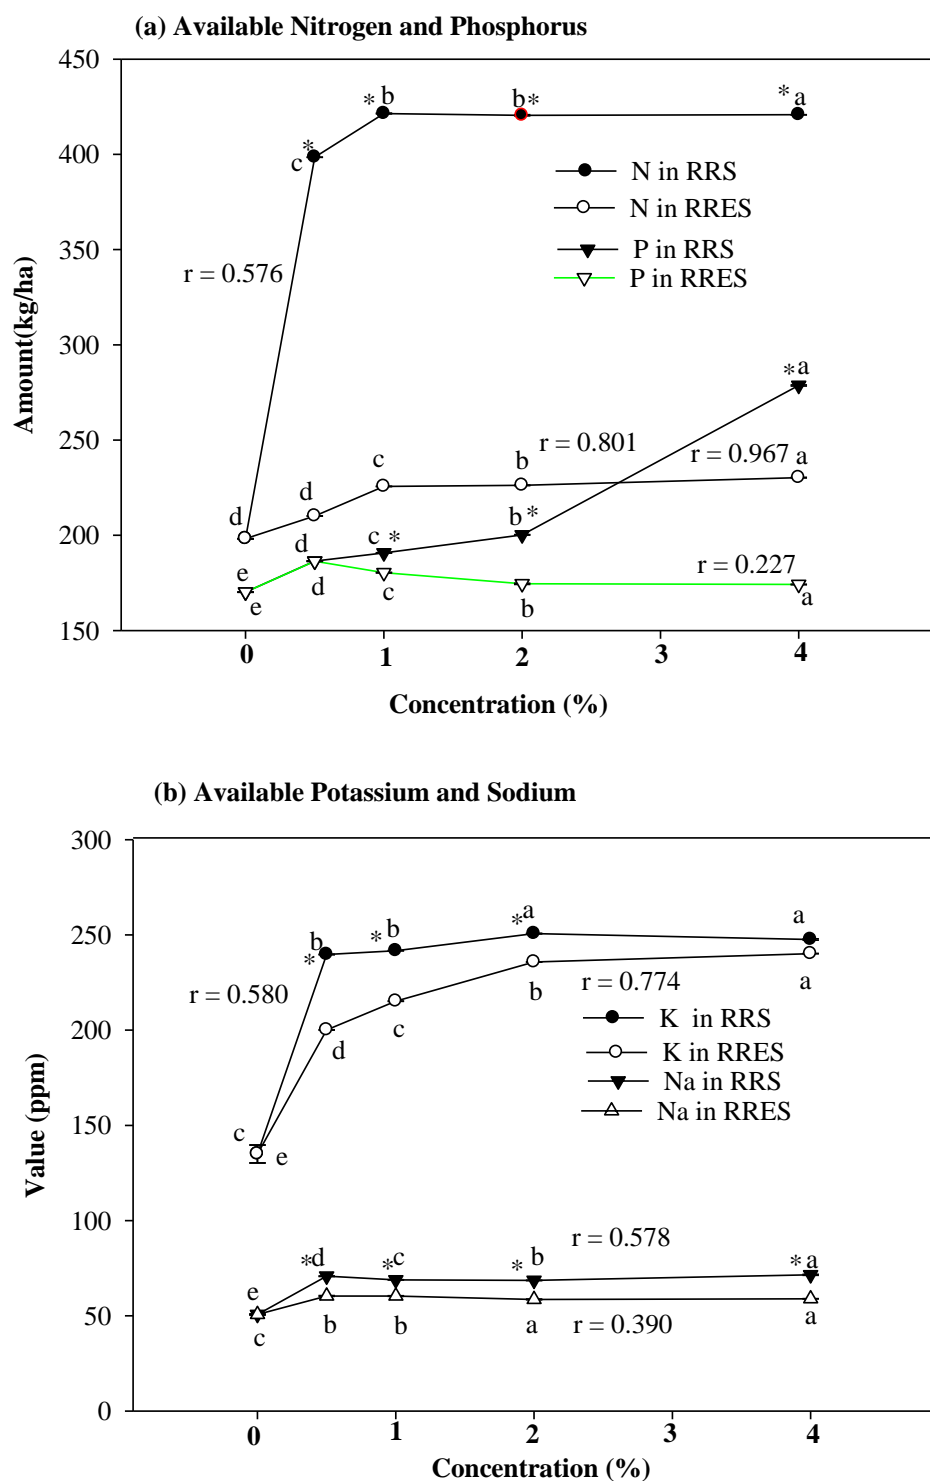 (a) Available Nitrogen and Phosphorus
450
400
350
300
250
200
150
Amount(kg/ha)
* b
b*
* a
*
c
N in RRS
N in RRES
P in RRS
P in RRES
r = 0.576
*a
r = 0.801
r = 0.967
a
c
b
d
d
b*
c *
d
r = 0.227
e
e
d
c
b
a
0
1
2
3
4
Concentration (%)
(b) Available Potassium and Sodium
300
250
200
150
100
50
0
Value (ppm)
b
*
* b
*a
a
r = 0.580
r = 0.774
b
a
d
c
K in RRS
K in RRES
Na in RRS
Na in RRES
c
e
r = 0.578
*d
*c
* b
*a
e
c
b
b
a
a
r = 0.390
0
1
2
3
4
Concentration (%)